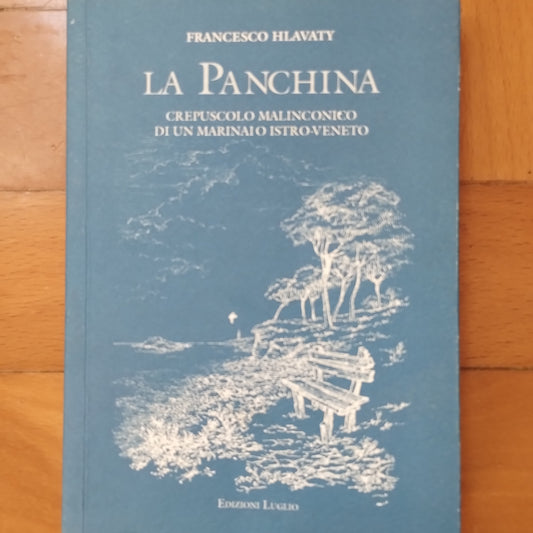 FRANCESCO HLAVATY
LA PANCHINA
CREPUSCOLO MALINCONICO
DI UN MARINAIO ISTRO-VENETO
EDIZIONI LUGLIO